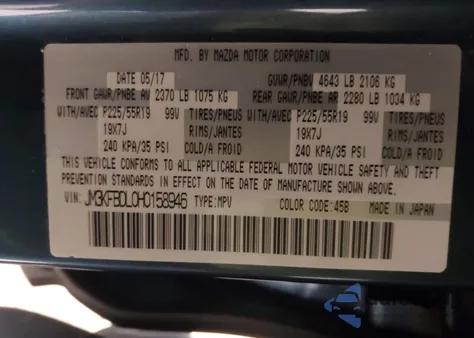 MFD. BY MAZDA MOTOR CORPORATION
DATE 05/17 GVWR/PNBV 4643 LB 2106 KG
FRONT GAWR/PNBE AV 2370 LB 1075 KG REAR GAWR/PNBE AR 2280 LB 1034 KG
WITH/AVEC P225/55R19 99V TIRES/PNEUS WITH/AVEC P225/55R19 99V TIRES/PNEUS
19X7J RIMS/JANTES 19X7J RIMS/JANTES
240 KPA/35 PSI COLD/A FROID 240 KPA/35 PSI COLD/A FROID
THIS VEHICLE CONFORMS TO ALL APPLICABLE FEDERAL MOTOR VEHICLE SAFETY AND THEFT
PREVENTION STANDARDS IN EFFECT ON THE DATE OF MANUFACTURE SHOWN ABOVE.
VIN: JM3KFBDL0H0158946 TYPE:MPV COLOR CODE:45B MADE IN JAPAN